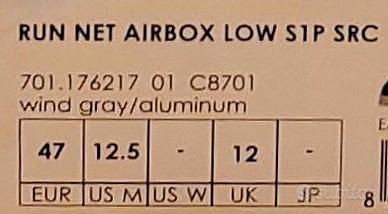 RUN NET AIRBOX LOW S1P SRC
701.176217 01 C8701
wind gray/aluminum
47 12.5 - 12 -
EUR US M US W UK JP
8